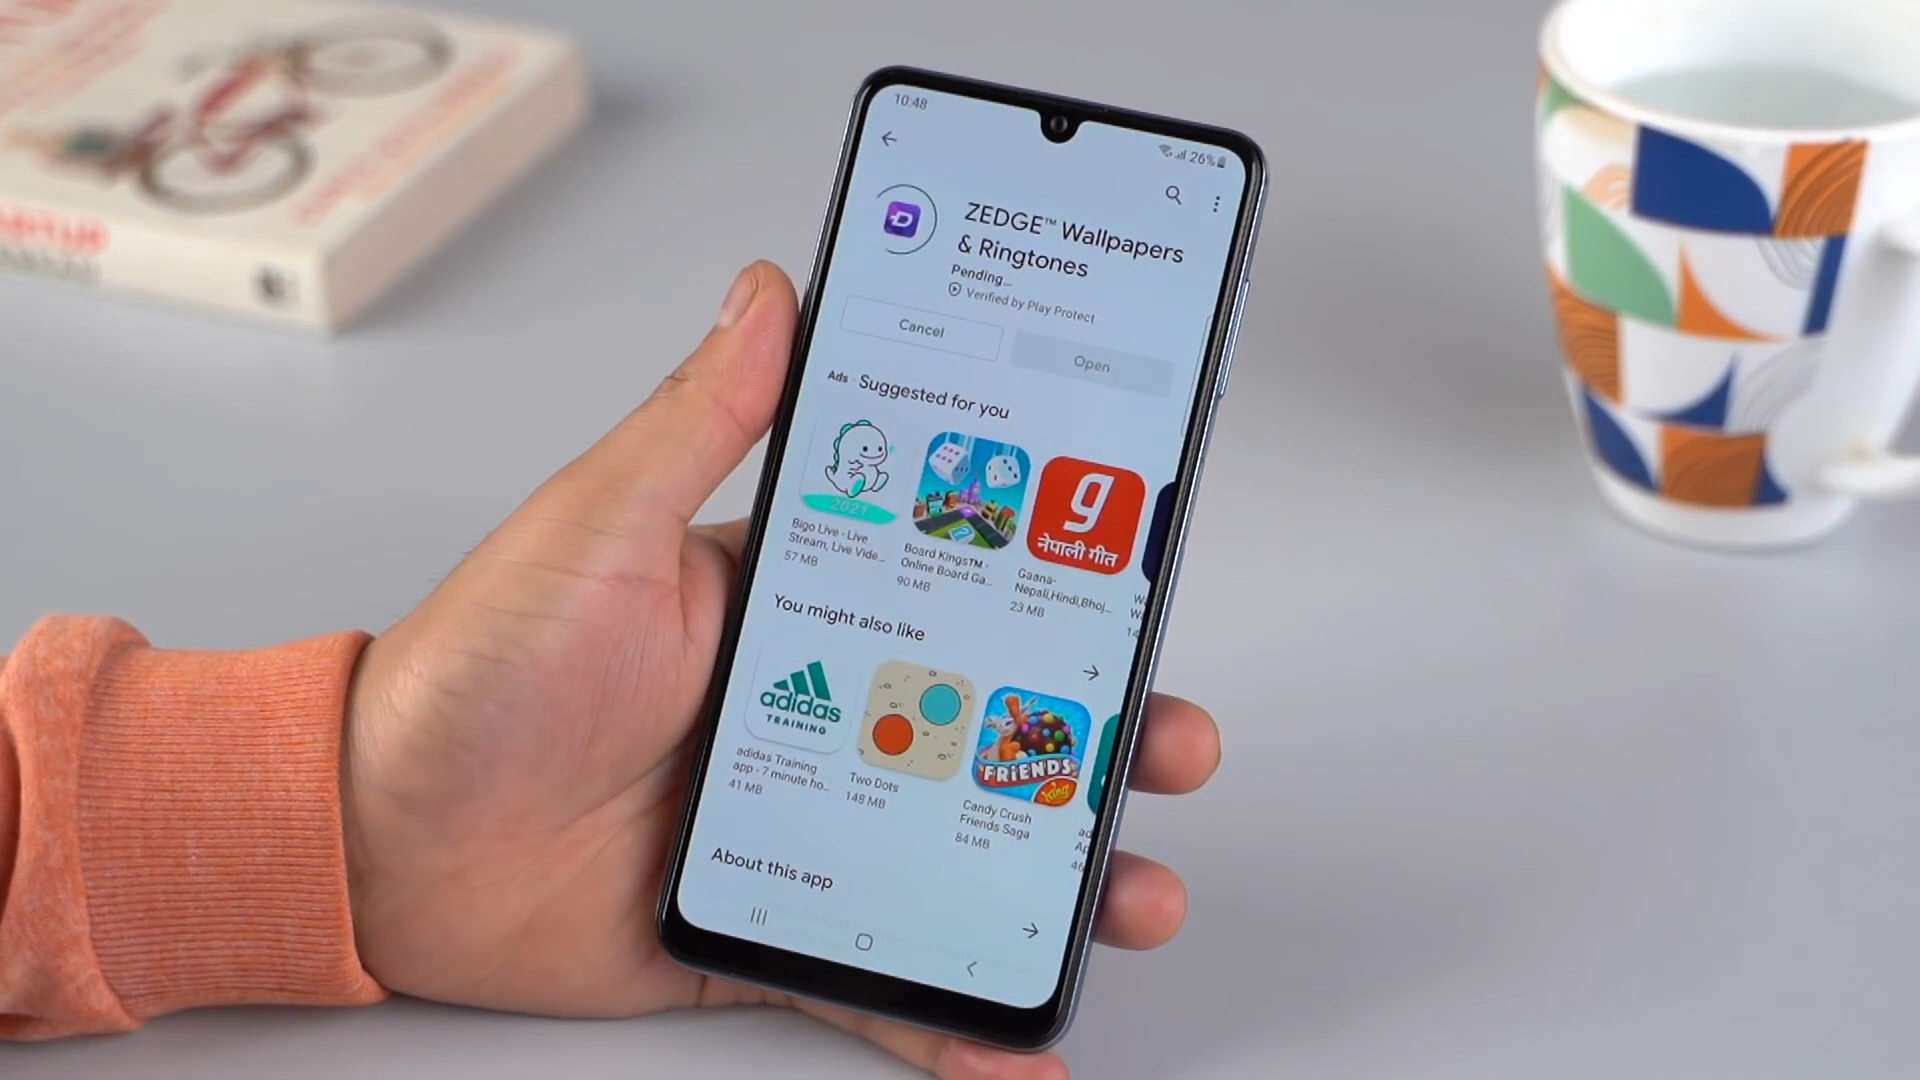 10:48
26%
ZEDGE™ Wallpapers
& Ringtones
Pending...
Verified by Play Protect
Cancel
Open
Ads Suggested for you
2021
g
नेपाली गीत
Bigo Live - Live
Stream, Live Vide...
57 MB
Board Kings™ -
Online Board Ga...
90 MB
Gaana-
Nepali,Hindi,Bhoj...
23 MB
You might also like
adidas
TRAINING
FRIENDS
King
adidas Training
app - 7 minute ho...
41 MB
Two Dots
148 MB
Candy Crush
Friends Saga
84 MB
About this app